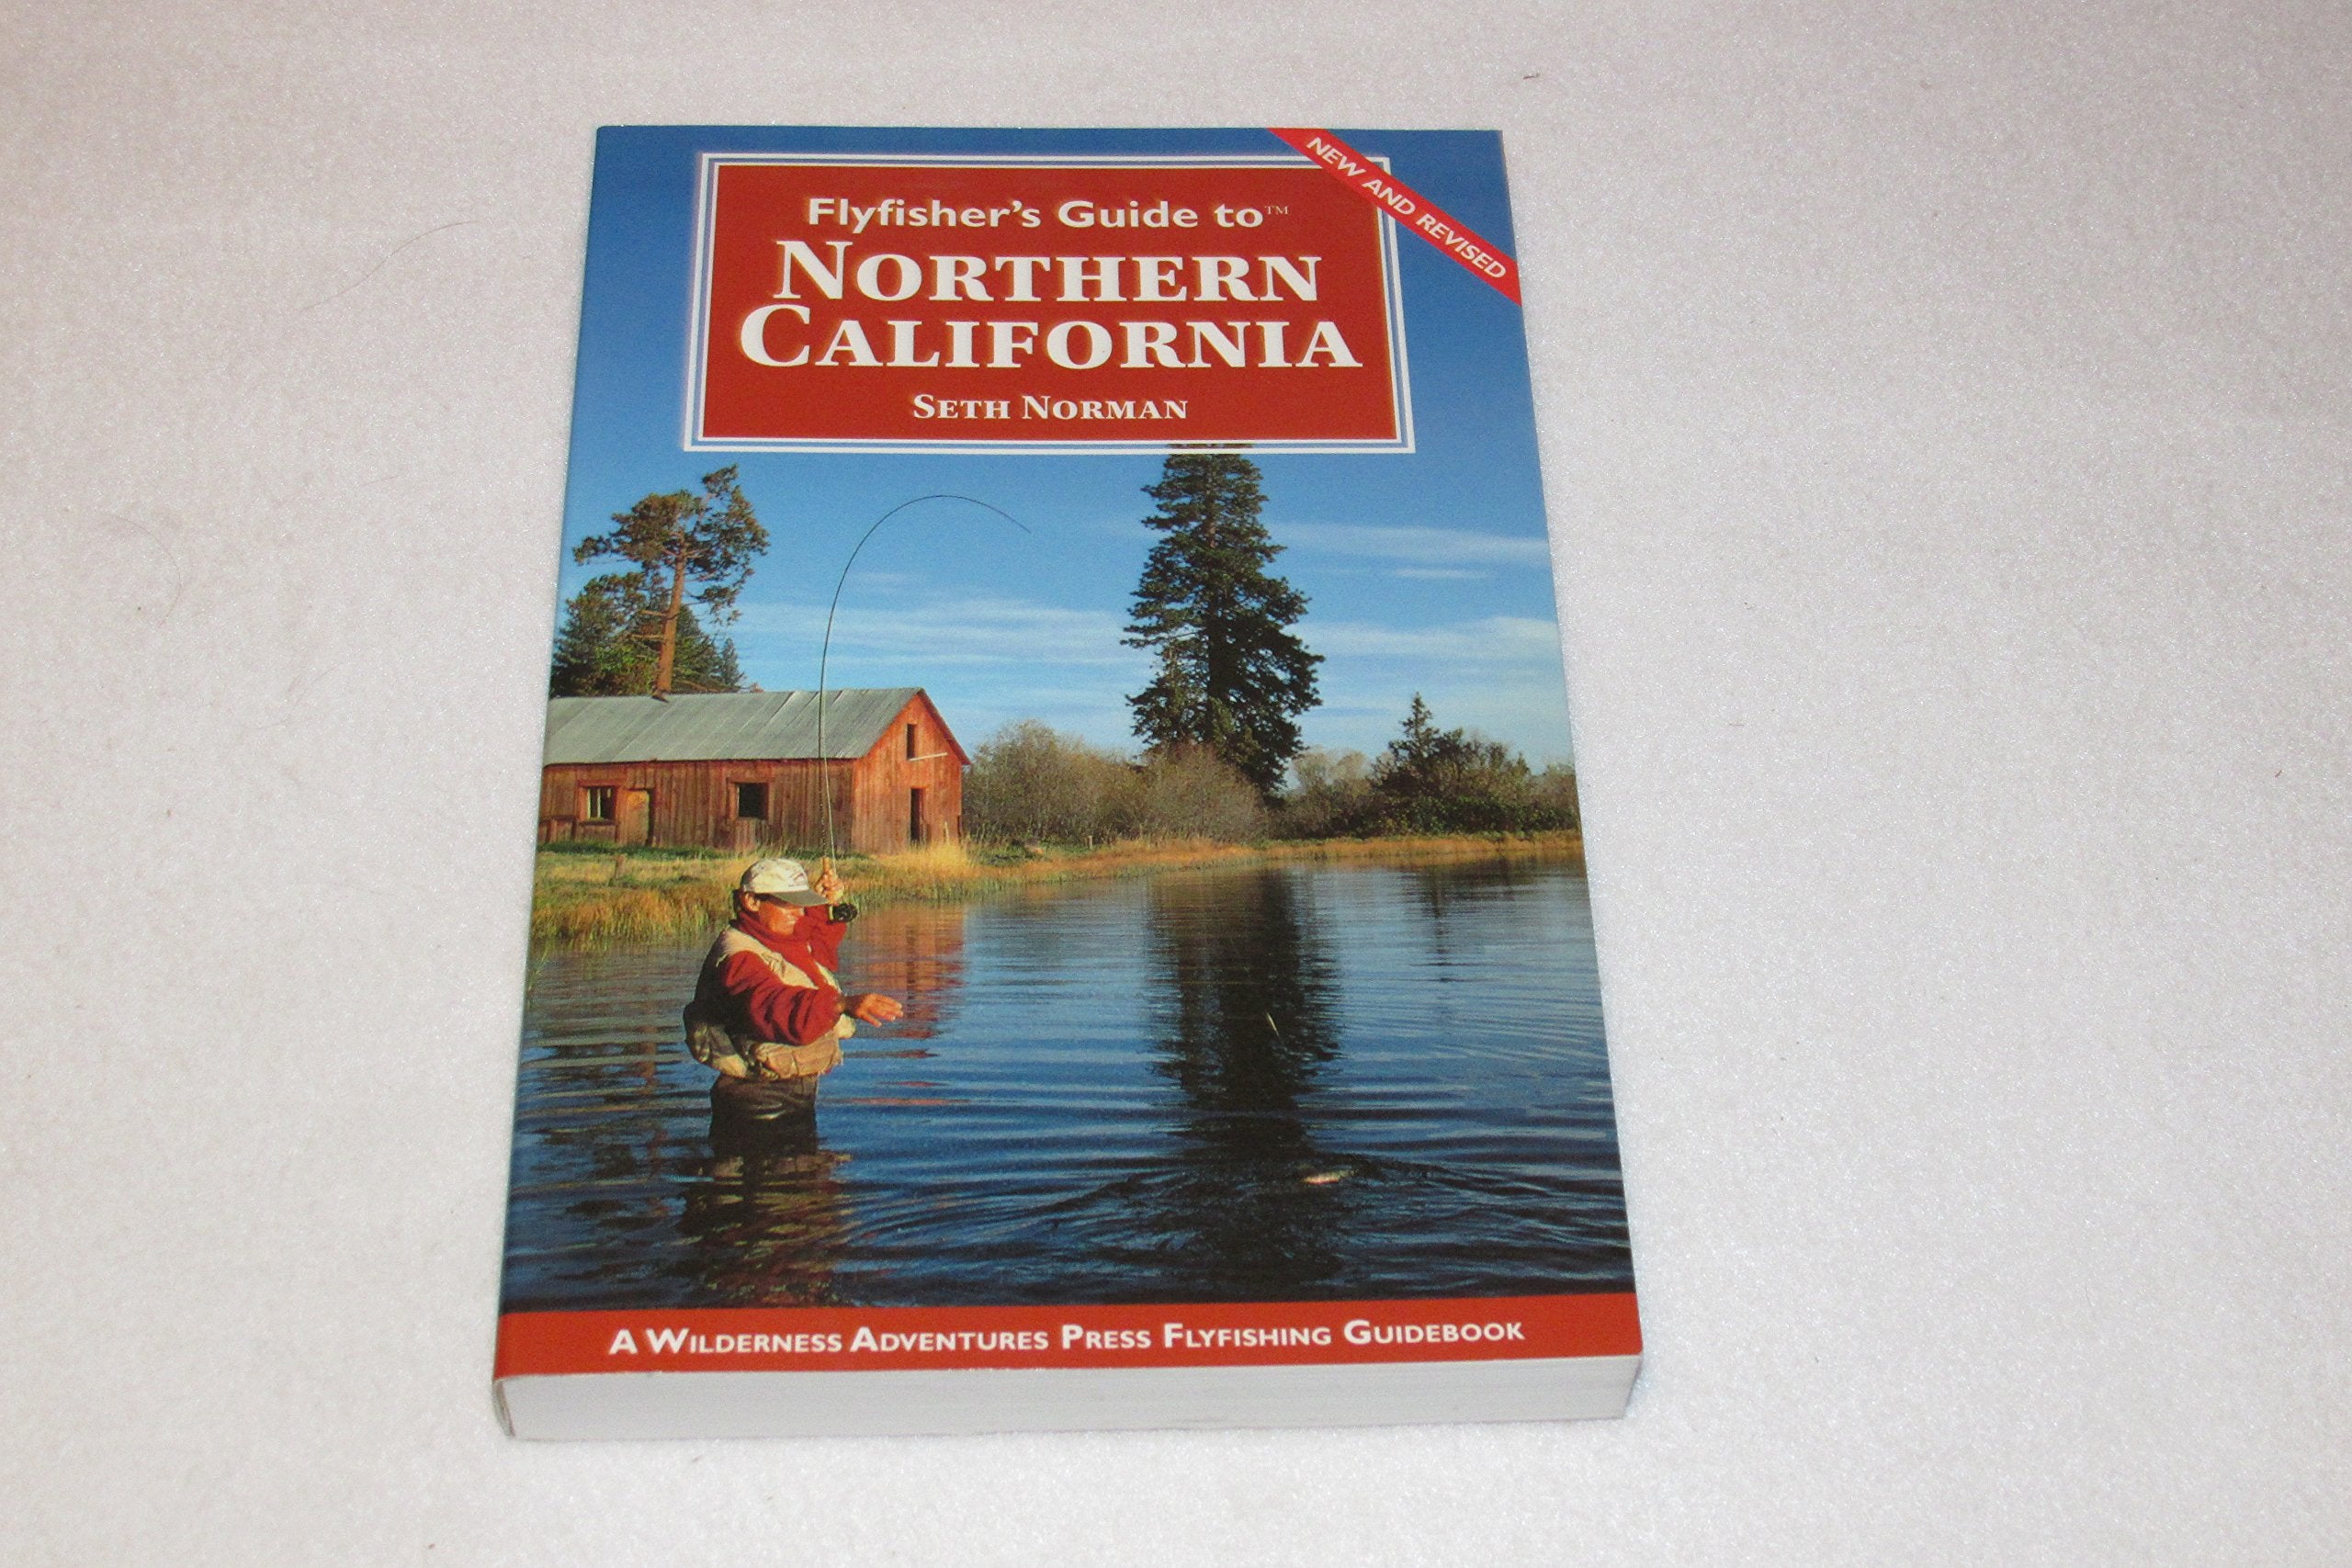 NEW AND REVISED
Flyfisher's Guide to™
NORTHERN
CALIFORNIA
SETH NORMAN
A WILDERNESS ADVENTURES PRESS FLYFISHING GUIDEBOOK